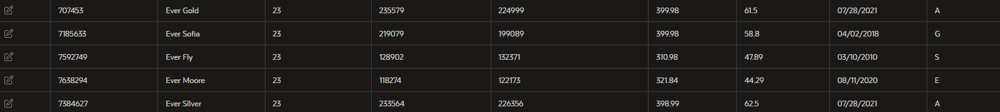 707453 Ever Gold 23 235579 224999 399.98 61.5 07/28/2021 A
7185633 Ever Sofia 23 219079 199089 399.98 58.8 04/02/2018 G
7592749 Ever Fly 23 128902 132371 310.98 47.89 03/10/2010 S
7638294 Ever Moore 23 118274 122173 321.84 44.29 08/11/2020 E
7384627 Ever SIlver 23 233564 226356 398.99 62.5 07/28/2021 A